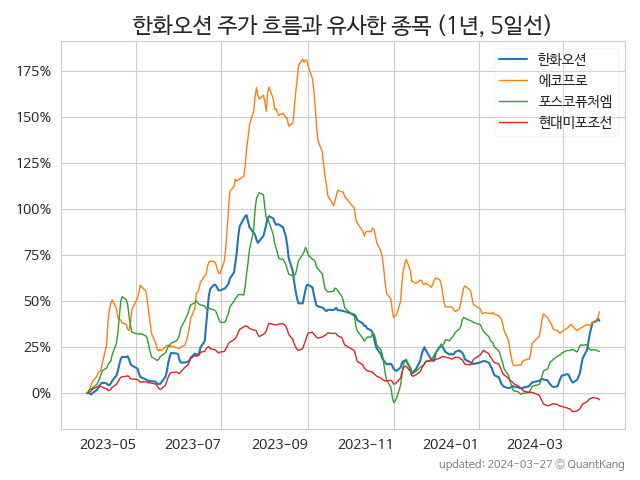 한화오션 주가 흐름과 유사한 종목 (1년, 5일선)
한화오션
에코프로
포스코퓨처엠
현대미포조선
175%
150%
125%
100%
75%
50%
25%
0%
2023-05 2023-07 2023-09 2023-11 2024-01 2024-03
updated: 2024-03-27 © QuantKang